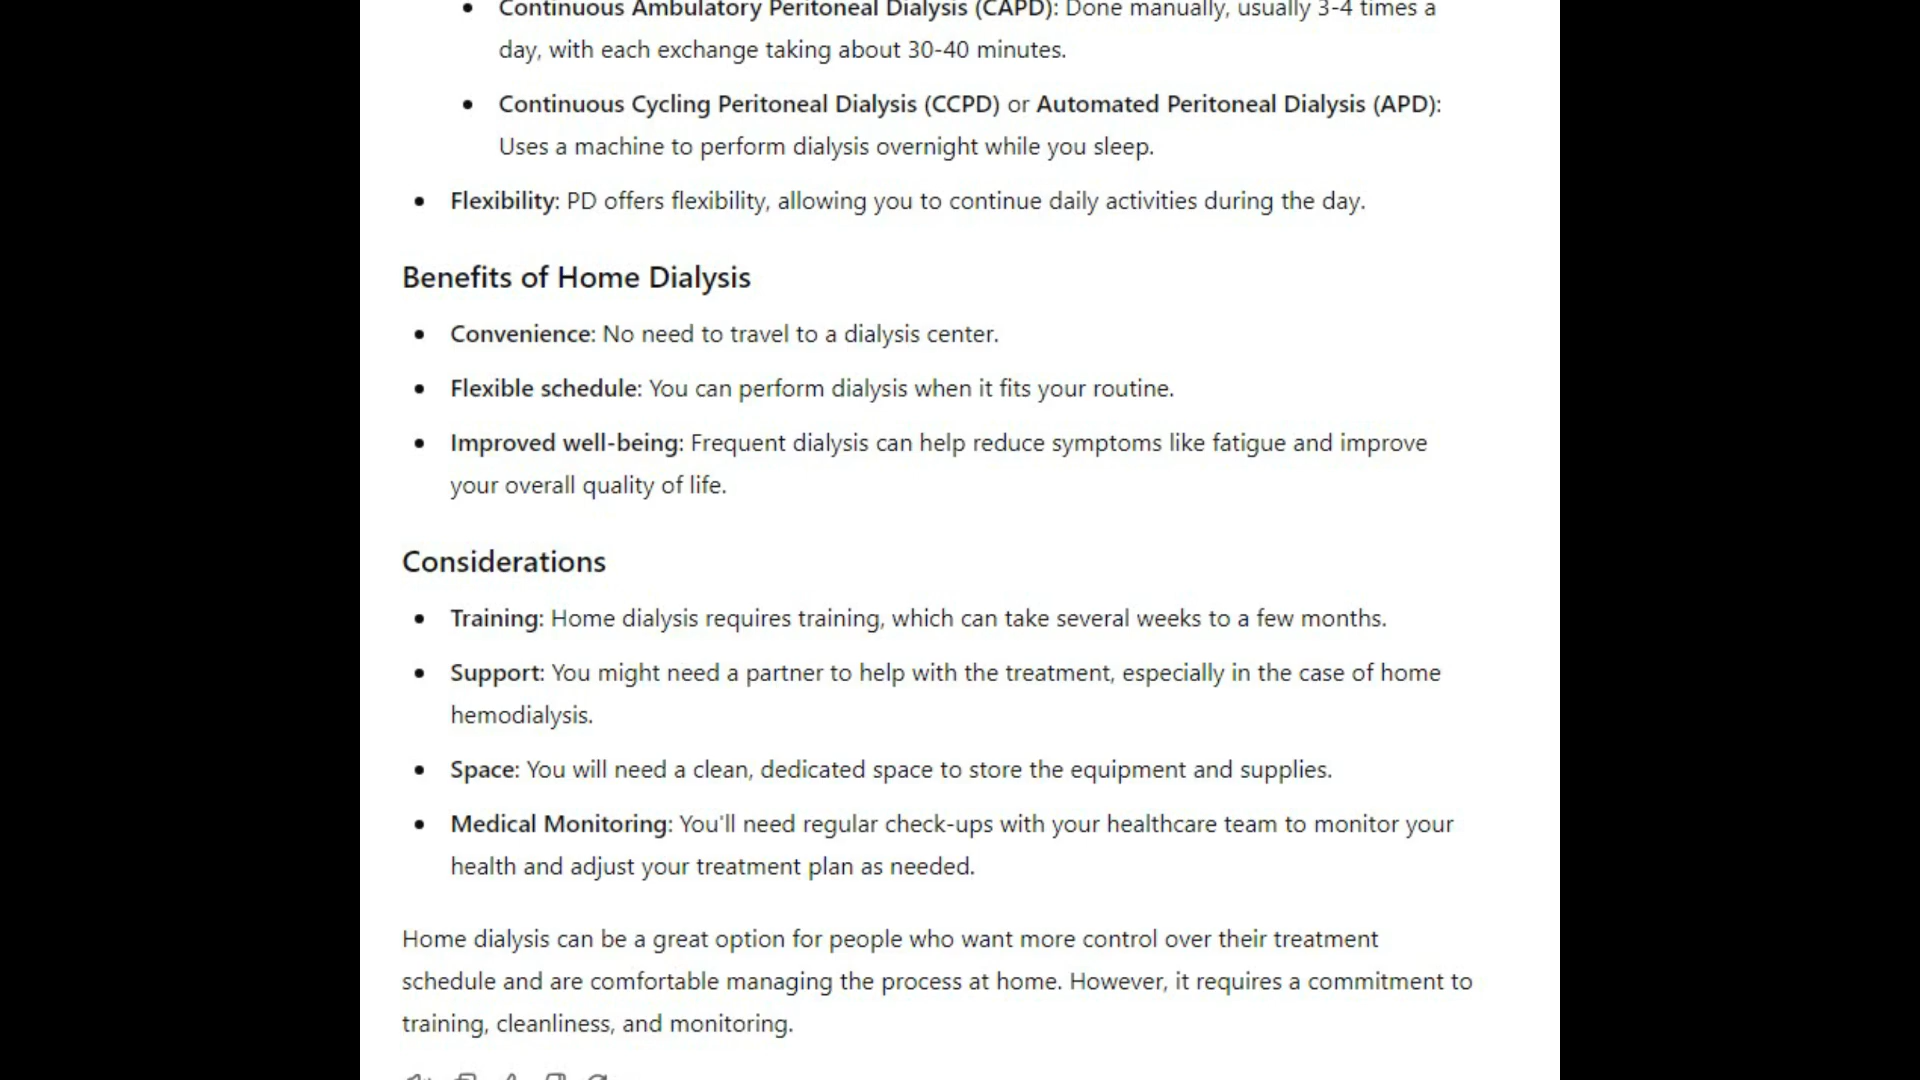 Continuous Ambulatory Peritoneal Dialysis (CAPD): Done manually, usually 3-4 times a
day, with each exchange taking about 30-40 minutes.
Continuous Cycling Peritoneal Dialysis (CCPD) or Automated Peritoneal Dialysis (APD):
Uses a machine to perform dialysis overnight while you sleep.
Flexibility: PD offers flexibility, allowing you to continue daily activities during the day.
Benefits of Home Dialysis
Convenience: No need to travel to a dialysis center.
Flexible schedule: You can perform dialysis when it fits your routine.
Improved well-being: Frequent dialysis can help reduce symptoms like fatigue and improve
your overall quality of life.
Considerations
Training: Home dialysis requires training, which can take several weeks to a few months.
Support: You might need a partner to help with the treatment, especially in the case of home
hemodialysis.
Space: You will need a clean, dedicated space to store the equipment and supplies.
Medical Monitoring: You'll need regular check-ups with your healthcare team to monitor your
health and adjust your treatment plan as needed.
Home dialysis can be a great option for people who want more control over their treatment
schedule and are comfortable managing the process at home. However, it requires a commitment to
training, cleanliness, and monitoring.